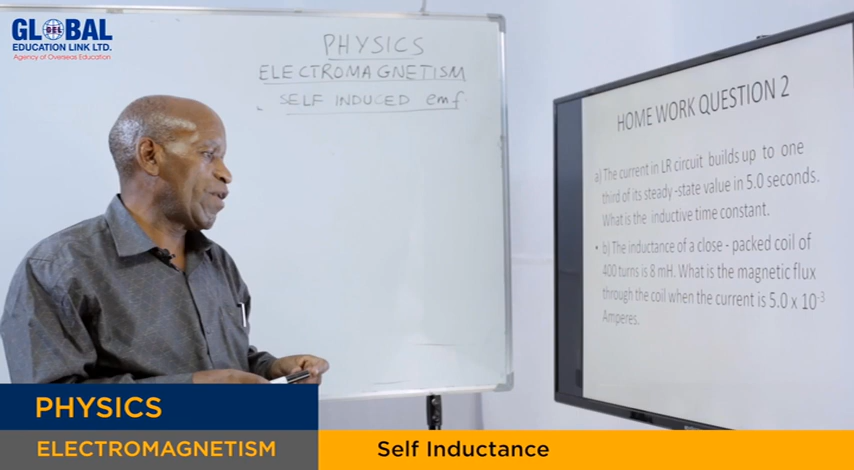 GLOBAL
GEL
EDUCATION LINK LTD.
Agency of Overseas Education
PHYSICS
ELECTROMAGNETISM
SELF INDUCED emf.
HOME WORK QUESTION 2
a) The current in LR circuit builds up to one
third of its steady -state value in 5.0 seconds.
What is the inductive time constant.
• b) The inductance of a close - packed coil of
400 turns is 8 mH. What is the magnetic flux
through the coil when the current is 5.0 x 10⁻³
Amperes.
PHYSICS
ELECTROMAGNETISM
Self Inductance